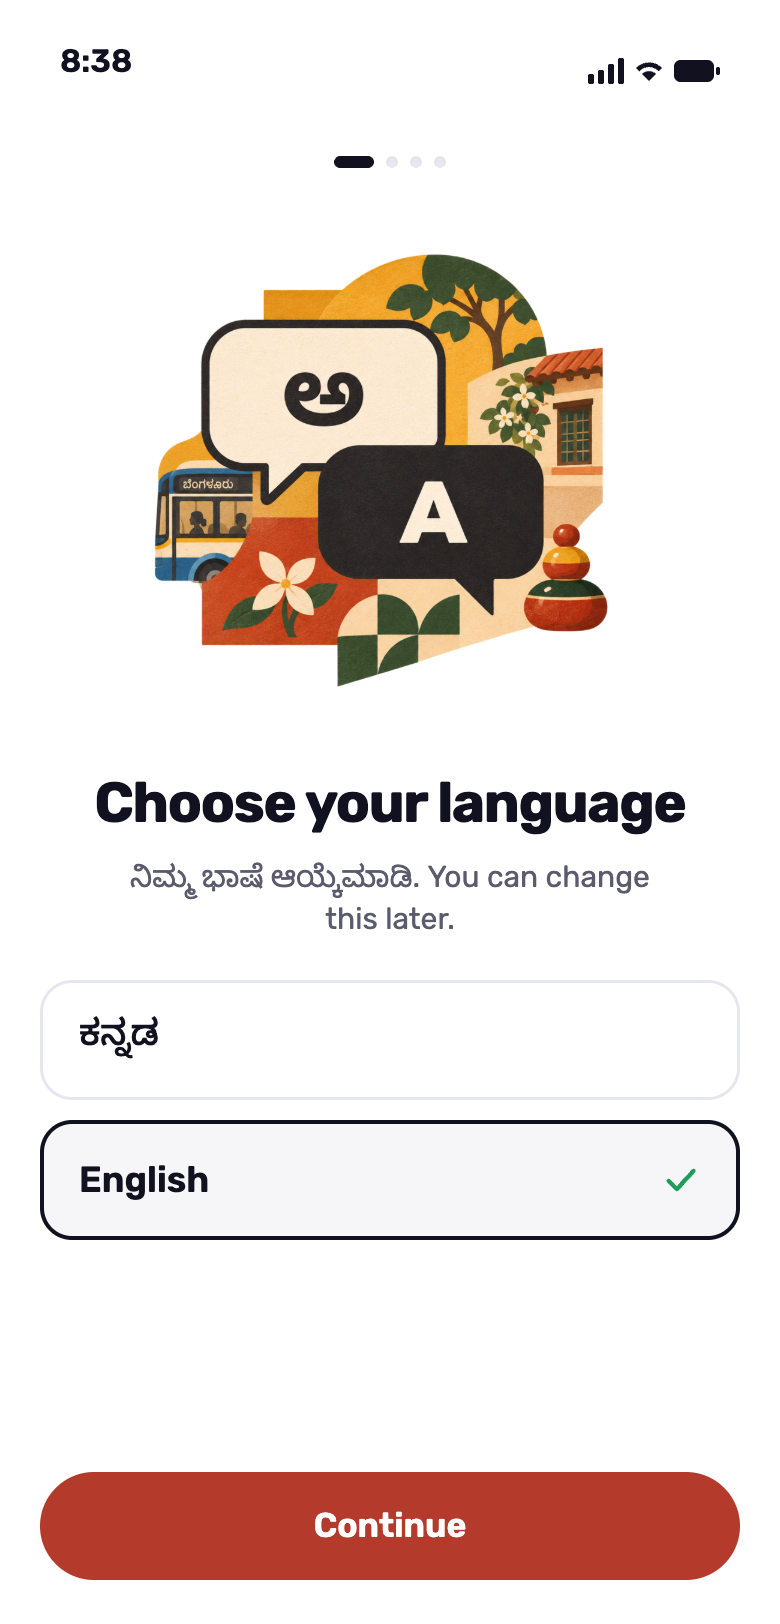 8:38
ಅ
A
ಬೆಂಗಳೂರು
Choose your language
ನಿಮ್ಮ ಭಾಷೆ ಆಯ್ಕೆಮಾಡಿ. You can change
this later.
ಕನ್ನಡ
English
Continue